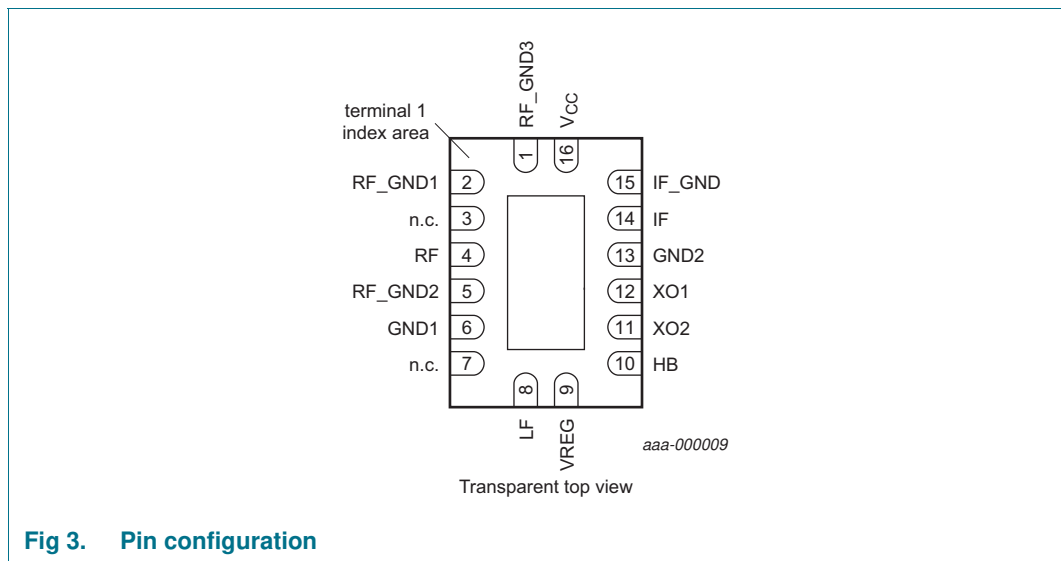 RF_GND3
VCC
terminal 1
index area
1
16
RF_GND1 2
15 IF_GND
n.c. 3
14 IF
RF 4
13 GND2
RF_GND2 5
12 XO1
GND1 6
11 XO2
n.c. 7
10 HB
8
9
LF
VREG
aaa-000009
Transparent top view
Fig 3. Pin configuration